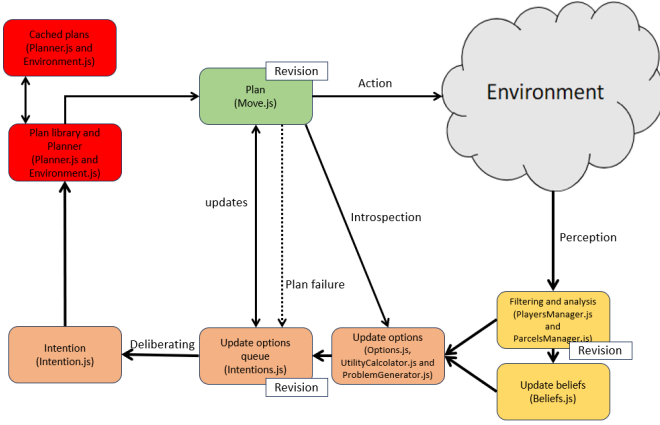 Cached plans
(Planner.js and
Environment.js)
Revision
Plan
(Move.js)
Action
Environment
Plan library and
Planner
(Planner.js and
Environment.js)
updates
Introspection
Perception
Plan failure
Filtering and analysis
(PlayersManager.js
and
ParcelsManager.js)
Revision
Intention
(Intention.js)
Deliberating
Update options
queue
(Intentions.js)
Revision
Update options
(Options.js,
UtilityCalcolator.js and
ProblemGenerator.js)
Update beliefs
(Beliefs.js)